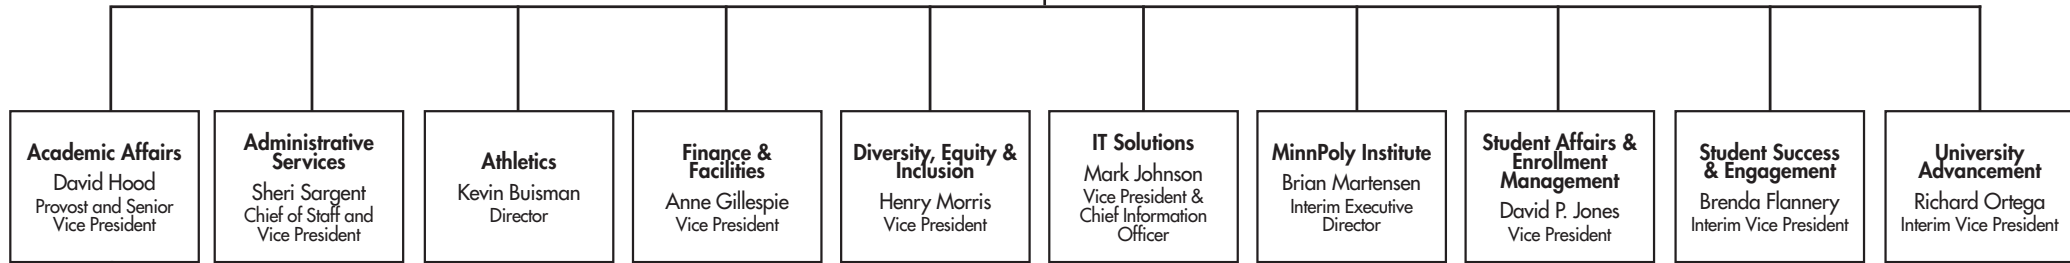 Academic Affairs
David Hood
Provost and Senior
Vice President
Administrative
Services
Sheri Sargent
Chief of Staff and
Vice President
Athletics
Kevin Buisman
Director
Finance &
Facilities
Anne Gillespie
Vice President
Diversity, Equity &
Inclusion
Henry Morris
Vice President
IT Solutions
Mark Johnson
Vice President &
Chief Information
Officer
MinnPoly Institute
Brian Martensen
Interim Executive
Director
Student Affairs &
Enrollment
Management
David P. Jones
Vice President
Student Success
& Engagement
Brenda Flannery
Interim Vice President
University
Advancement
Richard Ortega
Interim Vice President